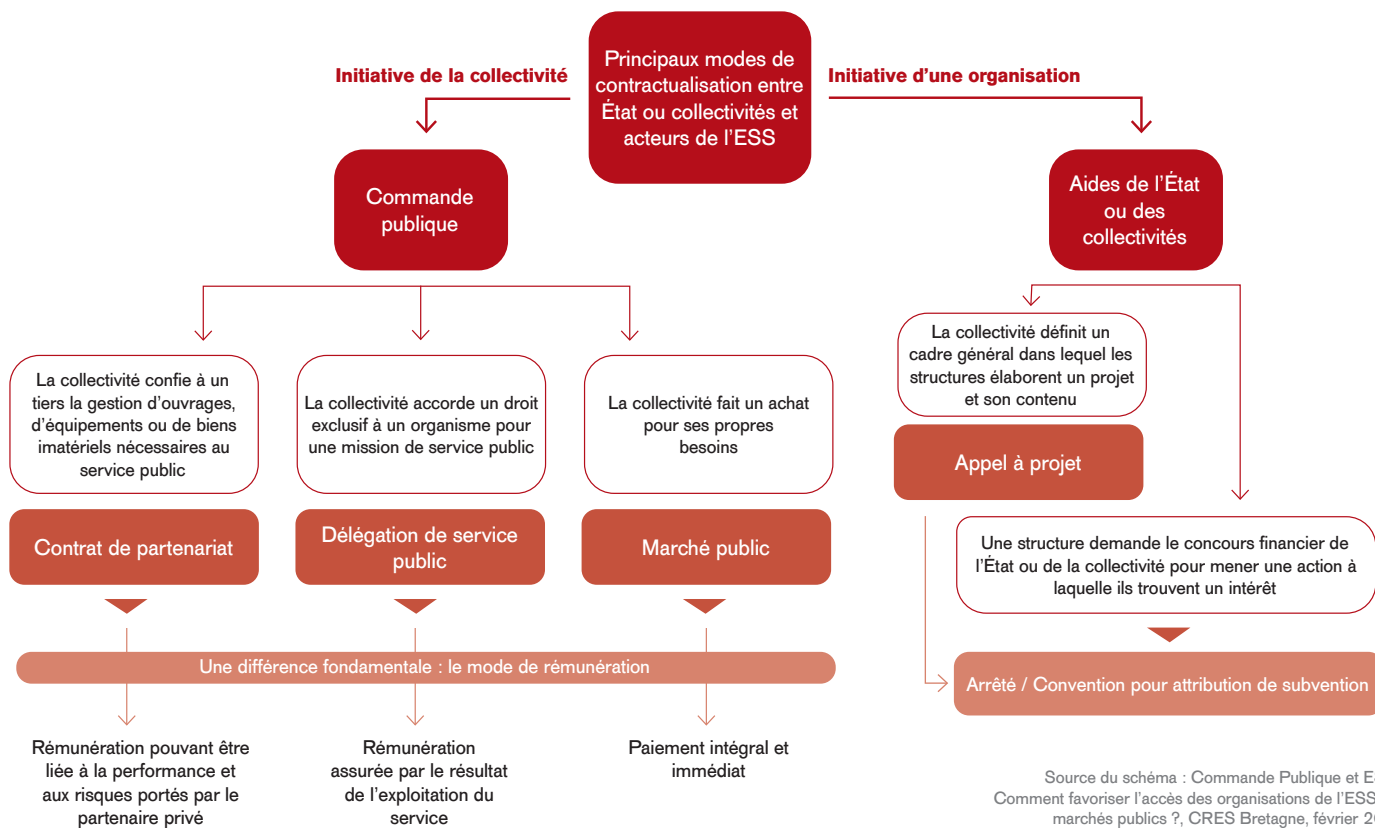 Principaux modes de
contractualisation entre
État ou collectivités et
acteurs de l'ESS
Initiative de la collectivité
Initiative d'une organisation
Commande
publique
Aides de l'État
ou des
collectivités
La collectivité confie à un
tiers la gestion d'ouvrages,
d'équipements ou de biens
imatériels nécessaires au
service public
Contrat de partenariat
La collectivité accorde un droit
exclusif à un organisme pour
une mission de service public
Délégation de service
public
La collectivité fait un achat
pour ses propres
besoins
Marché public
La collectivité définit un
cadre général dans lequel les
structures élaborent un projet
et son contenu
Appel à projet
Une structure demande le concours financier de
l'État ou de la collectivité pour mener une action à
laquelle ils trouvent un intérêt
Arrêté / Convention pour attribution de subvention
Une différence fondamentale : le mode de rémunération
Rémunération pouvant être
liée à la performance et
aux risques portés par le
partenaire privé
Rémunération
assurée par le résultat
de l'exploitation du
service
Paiement intégral et
immédiat
Source du schéma : Commande Publique et
Comment favoriser l'accès des organisations de l'ESS
marchés publics ?, CRES Bretagne, février